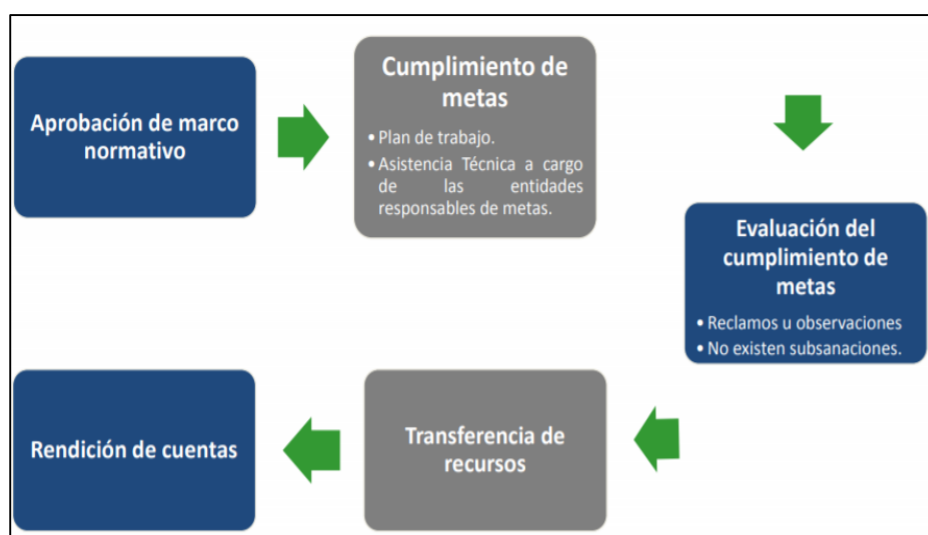 Aprobación de marco
normativo
Cumplimiento de
metas
• Plan de trabajo.
• Asistencia Técnica a cargo
de las entidades
responsables de metas.
Evaluación del
cumplimiento de
metas
• Reclamos u observaciones
• No existen subsanaciones.
Transferencia de
recursos
Rendición de cuentas